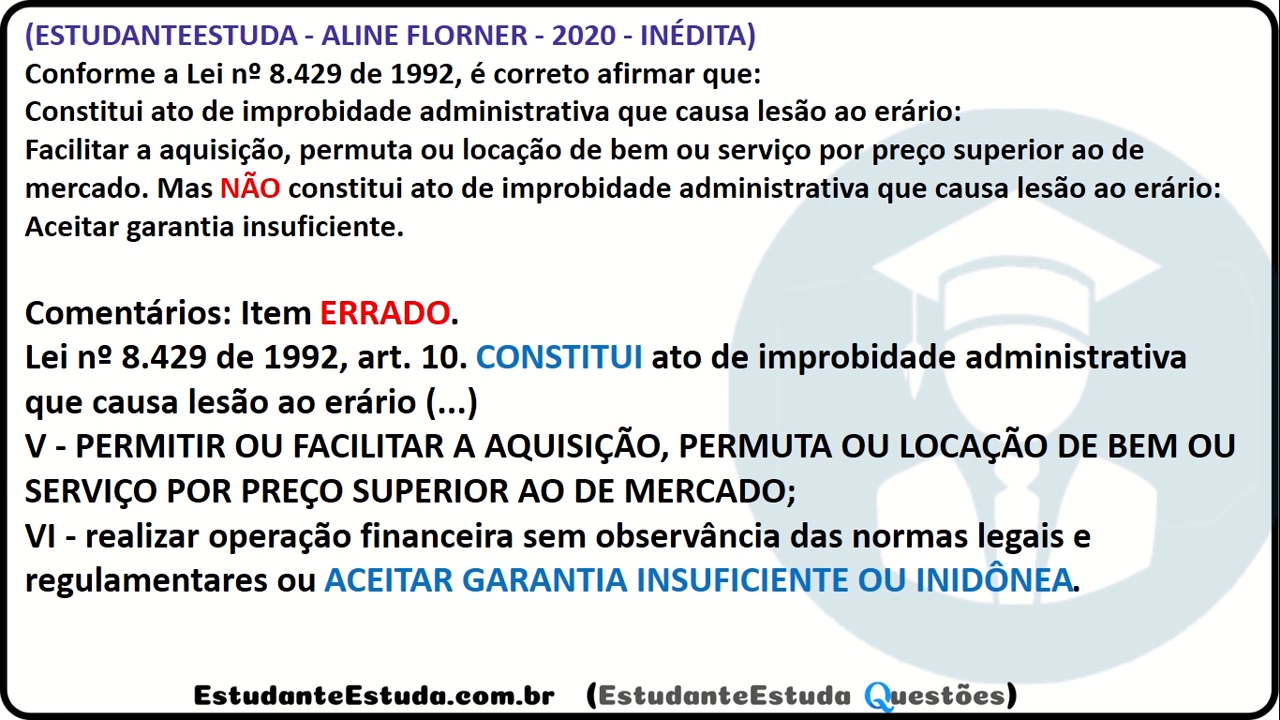 (ESTUDANTEESTUDA - ALINE FLORNER - 2020 - INÉDITA)
Conforme a Lei nº 8.429 de 1992, é correto afirmar que:
Constitui ato de improbidade administrativa que causa lesão ao erário:
Facilitar a aquisição, permuta ou locação de bem ou serviço por preço superior ao de
mercado. Mas NÃO constitui ato de improbidade administrativa que causa lesão ao erário:
Aceitar garantia insuficiente.
Comentários: Item ERRADO.
Lei nº 8.429 de 1992, art. 10. CONSTITUI ato de improbidade administrativa
que causa lesão ao erário (...)
V - PERMITIR OU FACILITAR A AQUISIÇÃO, PERMUTA OU LOCAÇÃO DE BEM OU
SERVIÇO POR PREÇO SUPERIOR AO DE MERCADO;
VI - realizar operação financeira sem observância das normas legais e
regulamentares ou ACEITAR GARANTIA INSUFICIENTE OU INIDÔNEA.
EstudanteEstuda.com.br (EstudanteEstuda Questões)